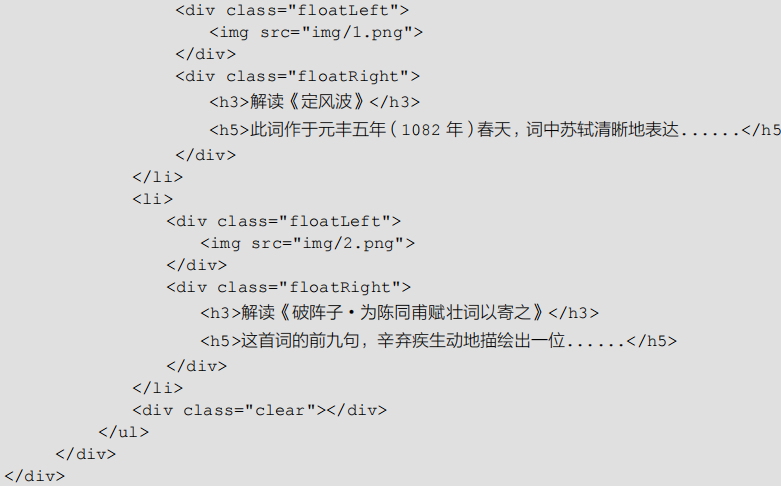 <div class="floatLeft">
<img src="img/1.png">
</div>
<div class="floatRight">
<h3>解读《定风波》</h3>
<h5>此词作于元丰五年（1082 年）春天，词中苏轼清晰地表达......</h5
</div>
</li>
<li>
<div class="floatLeft">
<img src="img/2.png">
</div>
<div class="floatRight">
<h3>解读《破阵子·为陈同甫赋壮词以寄之》</h3>
<h5>这首词的前九句，辛弃疾生动地描绘出一位......</h5>
</div>
</li>
<div class="clear"></div>
</ul>
</div>
</div>